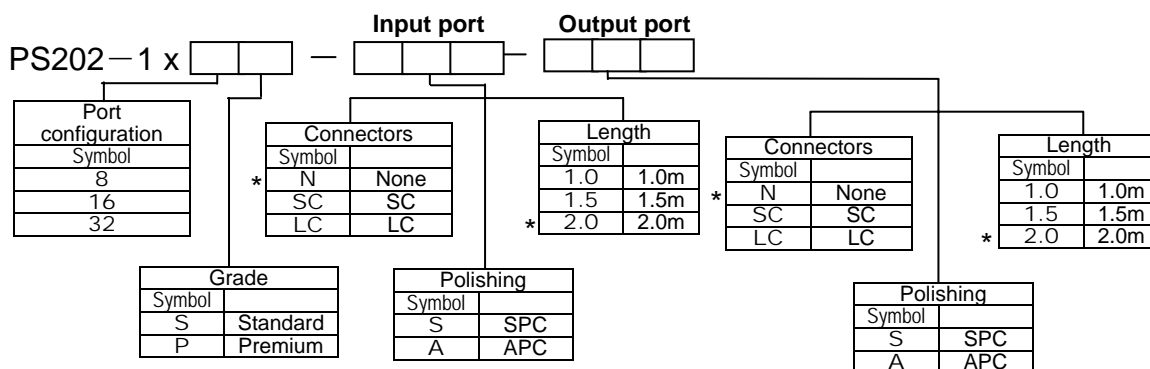 Input port Output port
PS202－1 x － －
Port
configuration
Symbol
8
16
32
Connectors
Symbol
* N None
SC SC
LC LC
Length
Symbol
1.0 1.0m
1.5 1.5m
* 2.0 2.0m
Connectors
Symbol
* N None
SC SC
LC LC
Length
Symbol
1.0 1.0m
1.5 1.5m
* 2.0 2.0m
Grade
Symbol
S Standard
P Premium
Polishing
Symbol
S SPC
A APC
Polishing
Symbol
S SPC
A APC